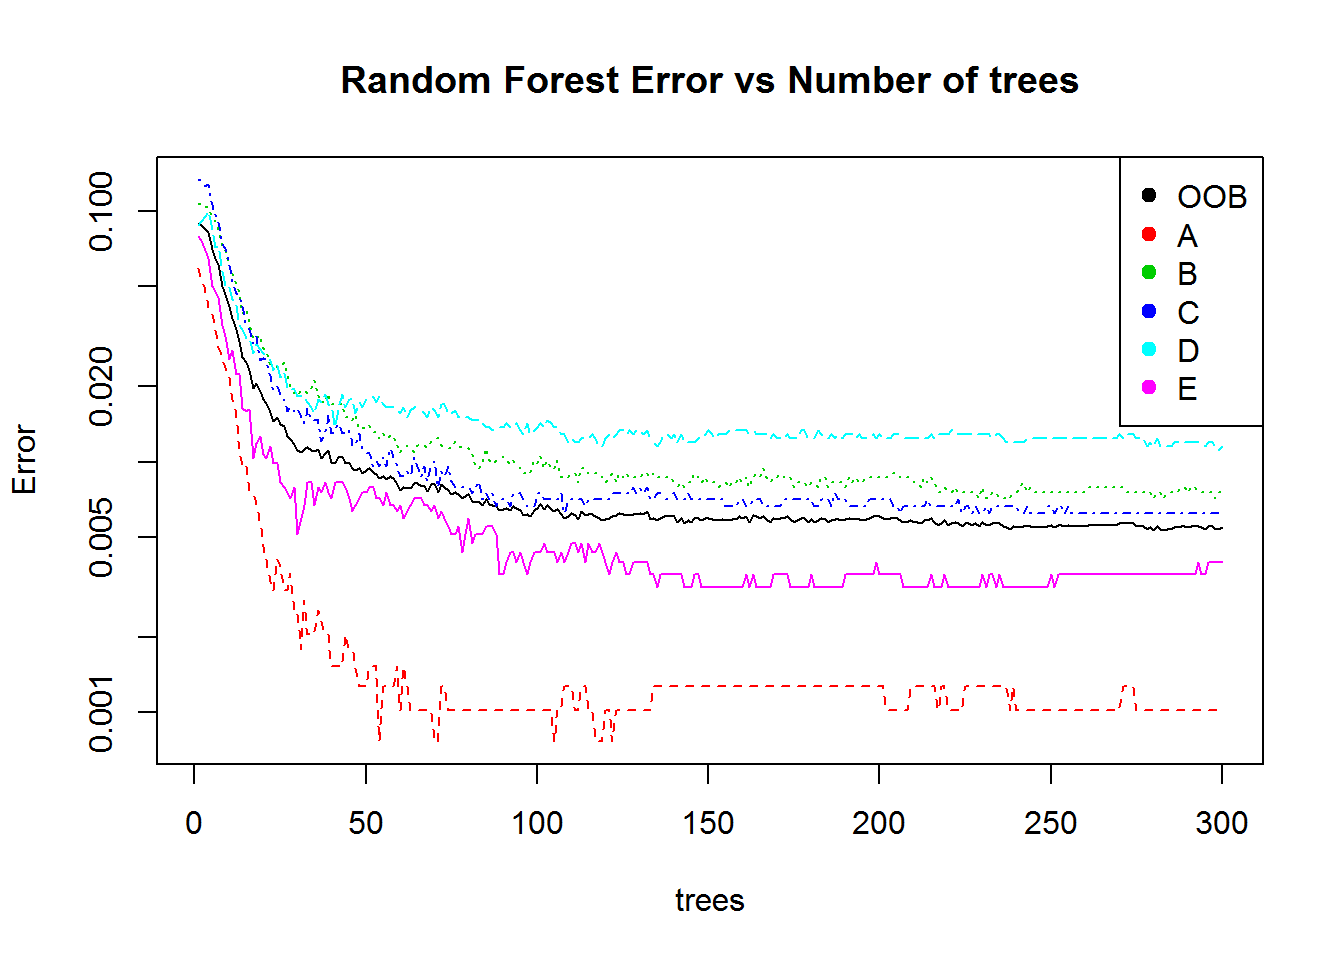 Random Forest Error vs Number of trees
Error
0.100
0.020
0.005
0.001
OOB
A
B
C
D
E
0 50 100 150 200 250 300
trees